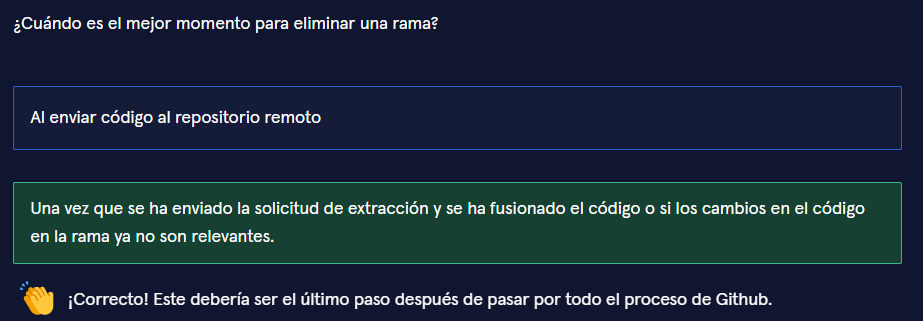 ¿Cuándo es el mejor momento para eliminar una rama?
Al enviar código al repositorio remoto
Una vez que se ha enviado la solicitud de extracción y se ha fusionado el código o si los cambios en el código
en la rama ya no son relevantes.
¡Correcto! Este debería ser el último paso después de pasar por todo el proceso de Github.